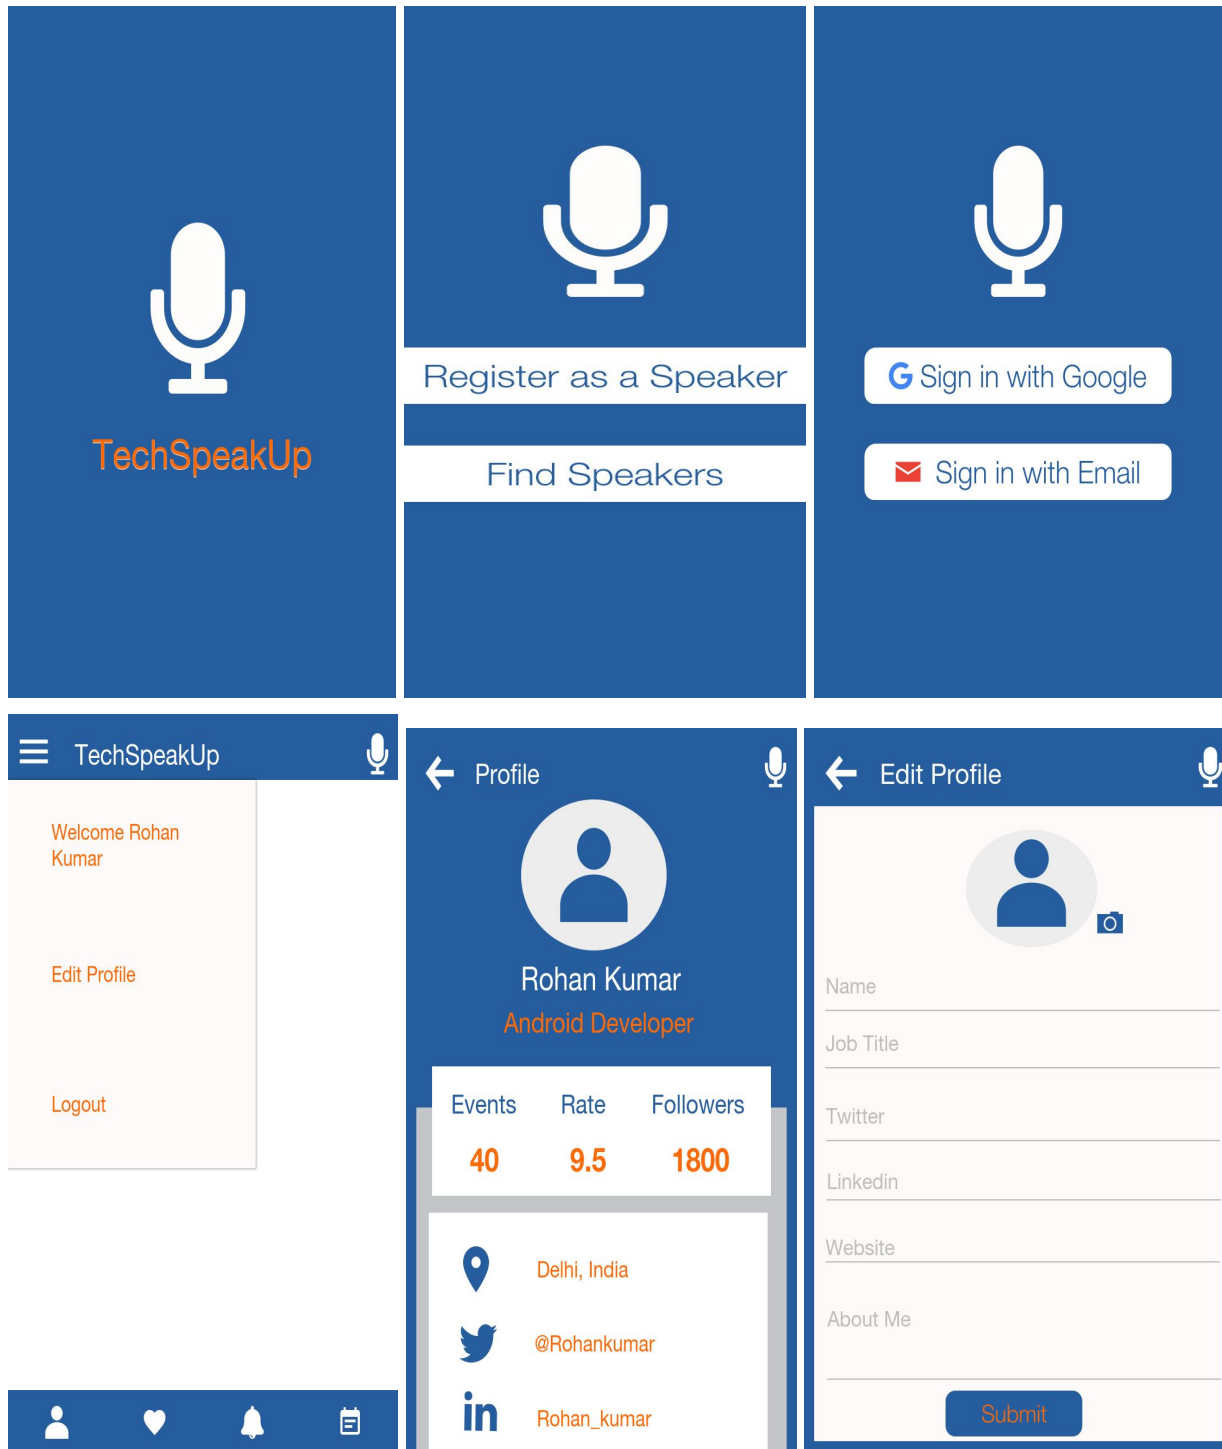 TechSpeakUp
Register as a Speaker
Find Speakers
Sign in with Google
Sign in with Email
TechSpeakUp
Welcome Rohan
Kumar
Edit Profile
Logout
Profile
Rohan Kumar
Android Developer
Events Rate Followers
40 9.5 1800
Delhi, India
@Rohankumar
in Rohan_kumar
Edit Profile
Name
Job Title
Twitter
Linkedin
Website
About Me
Submit